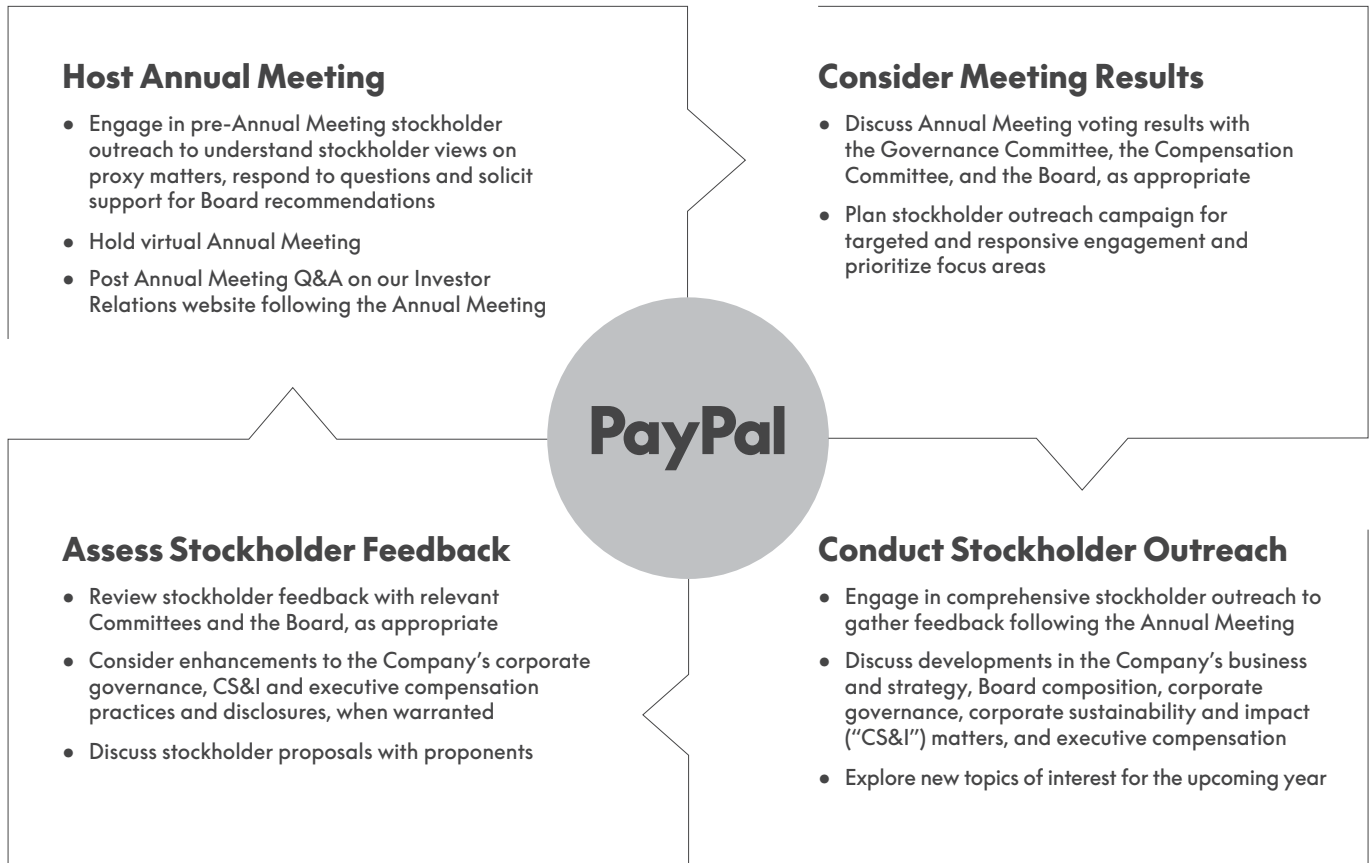 Host Annual Meeting
● Engage in pre-Annual Meeting stockholder
outreach to understand stockholder views on
proxy matters, respond to questions and solicit
support for Board recommendations
● Hold virtual Annual Meeting
● Post Annual Meeting Q&A on our Investor
Relations website following the Annual Meeting
Consider Meeting Results
● Discuss Annual Meeting voting results with
the Governance Committee, the Compensation
Committee, and the Board, as appropriate
● Plan stockholder outreach campaign for
targeted and responsive engagement and
prioritize focus areas
PayPal
Assess Stockholder Feedback
● Review stockholder feedback with relevant
Committees and the Board, as appropriate
● Consider enhancements to the Company’s corporate
governance, CS&I and executive compensation
practices and disclosures, when warranted
● Discuss stockholder proposals with proponents
Conduct Stockholder Outreach
● Engage in comprehensive stockholder outreach to
gather feedback following the Annual Meeting
● Discuss developments in the Company’s business
and strategy, Board composition, corporate
governance, corporate sustainability and impact
(“CS&I”) matters, and executive compensation
● Explore new topics of interest for the upcoming year